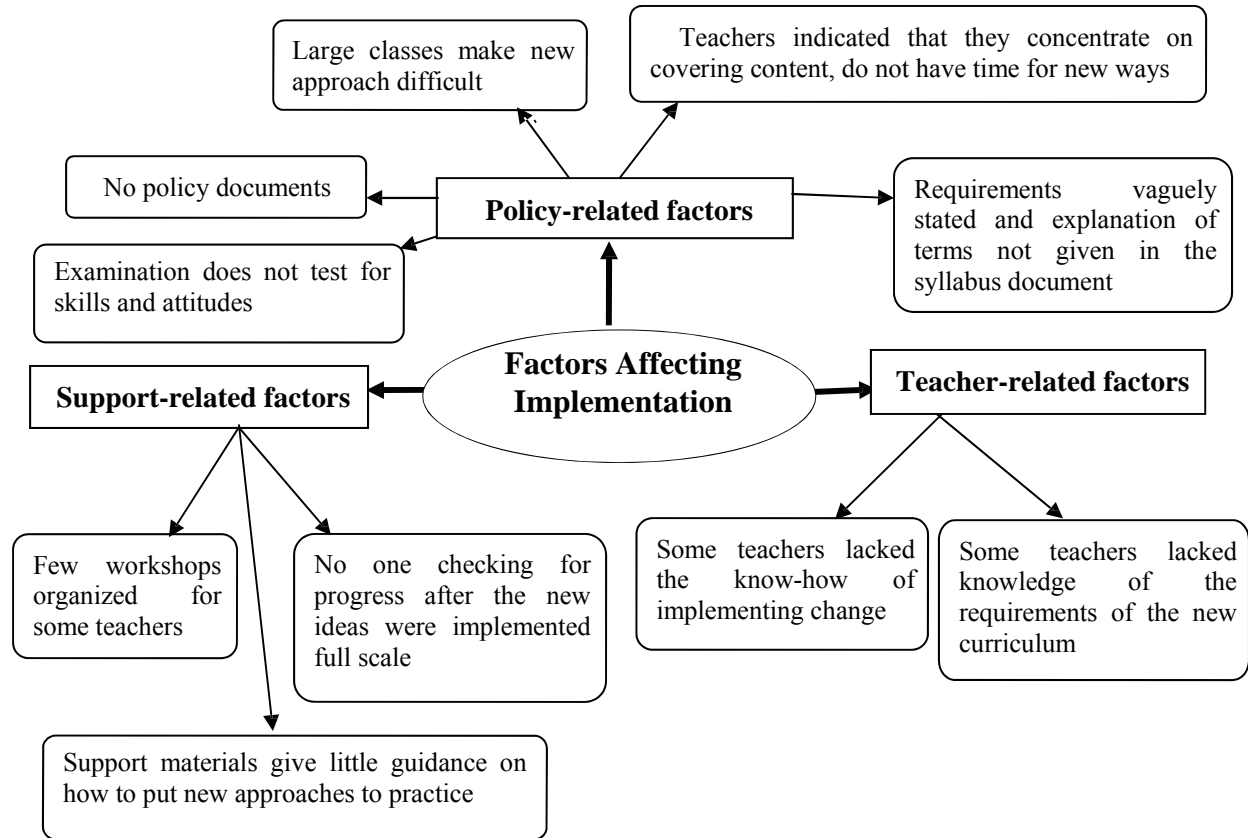 Large classes make new
approach difficult
Teachers indicated that they concentrate on
covering content, do not have time for new ways
No policy documents
Policy-related factors
Requirements vaguely
stated and explanation of
terms not given in the
syllabus document
Examination does not test for
skills and attitudes
Factors Affecting
Implementation
Support-related factors
Teacher-related factors
Few workshops
organized for
some teachers
No one checking for
progress after the new
ideas were implemented
full scale
Some teachers lacked
the know-how of
implementing change
Some teachers lacked
knowledge of the
requirements of the new
curriculum
Support materials give little guidance on
how to put new approaches to practice